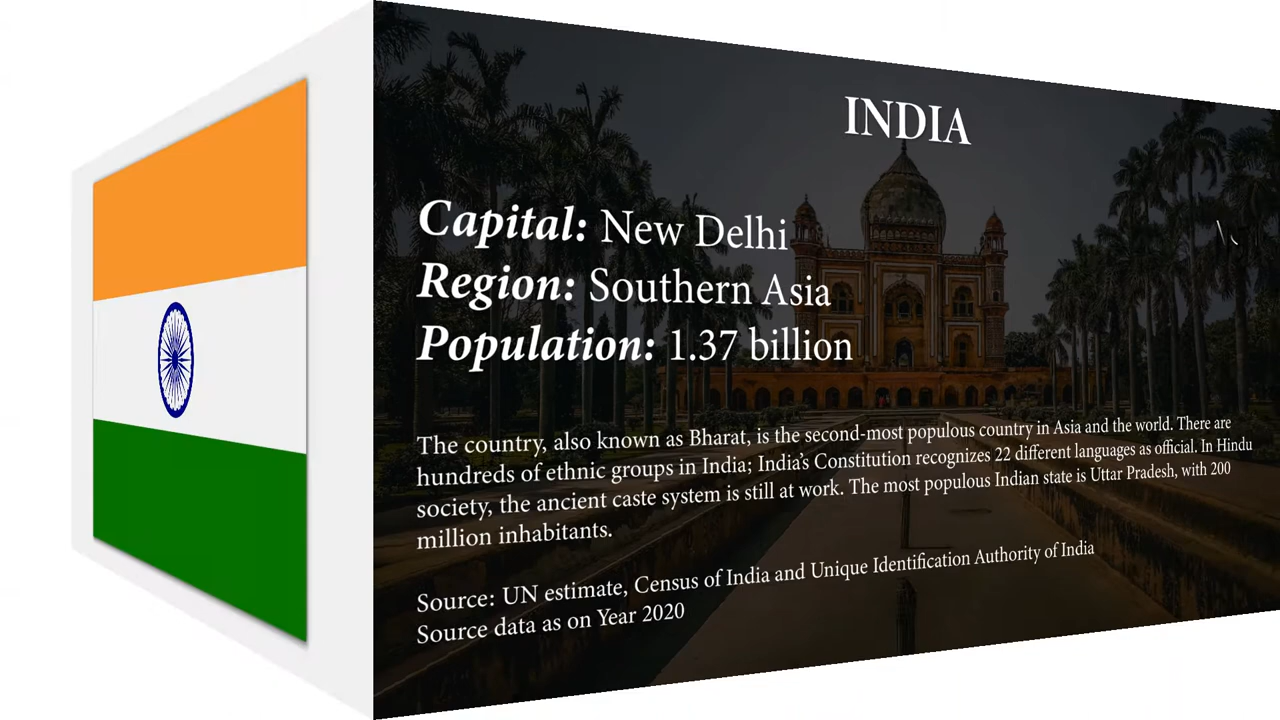 INDIA
Capital: New Delhi
Region: Southern Asia
Population: 1.37 billion
The country, also known as Bharat, is the second-most populous country in Asia and the world. There are
hundreds of ethnic groups in India; India's Constitution recognizes 22 different languages as official. In Hindu
society, the ancient caste system is still at work. The most populous Indian state is Uttar Pradesh, with 200
million inhabitants.
Source: UN estimate, Census of India and Unique Identification Authority of India
Source data as on Year 2020